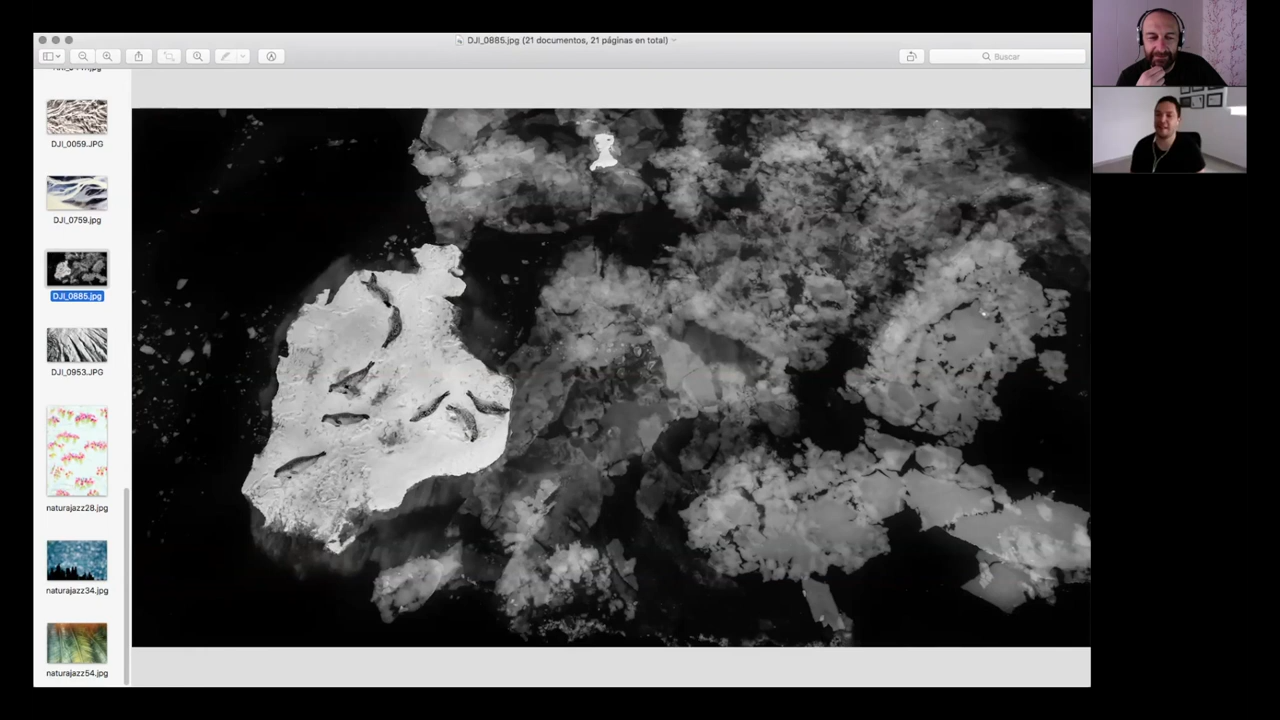 DJI_0885.jpg (21 documentos, 21 páginas en total)
Buscar
DJI_0059.JPG
DJI_0759.jpg
DJI_0885.jpg
DJI_0953.JPG
naturajazz28.jpg
naturajazz34.jpg
naturajazz54.jpg